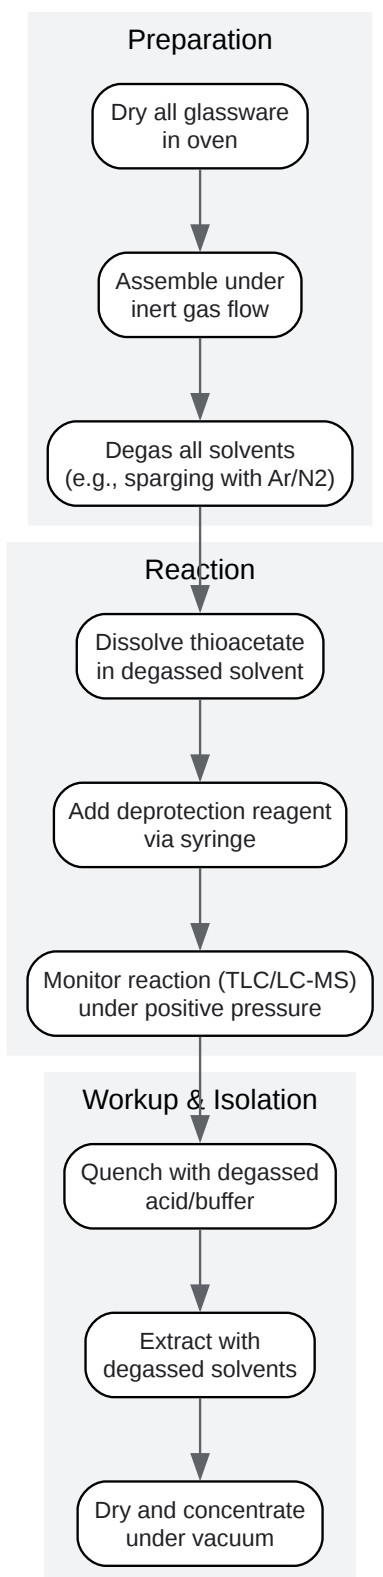 Preparation
Dry all glassware
in oven
Assemble under
inert gas flow
Degas all solvents
(e.g., sparging with Ar/N2)
Reaction
Dissolve thioacetate
in degassed solvent
Add deprotection reagent
via syringe
Monitor reaction (TLC/LC-MS)
under positive pressure
Workup & Isolation
Quench with degassed
acid/buffer
Extract with
degassed solvents
Dry and concentrate
under vacuum